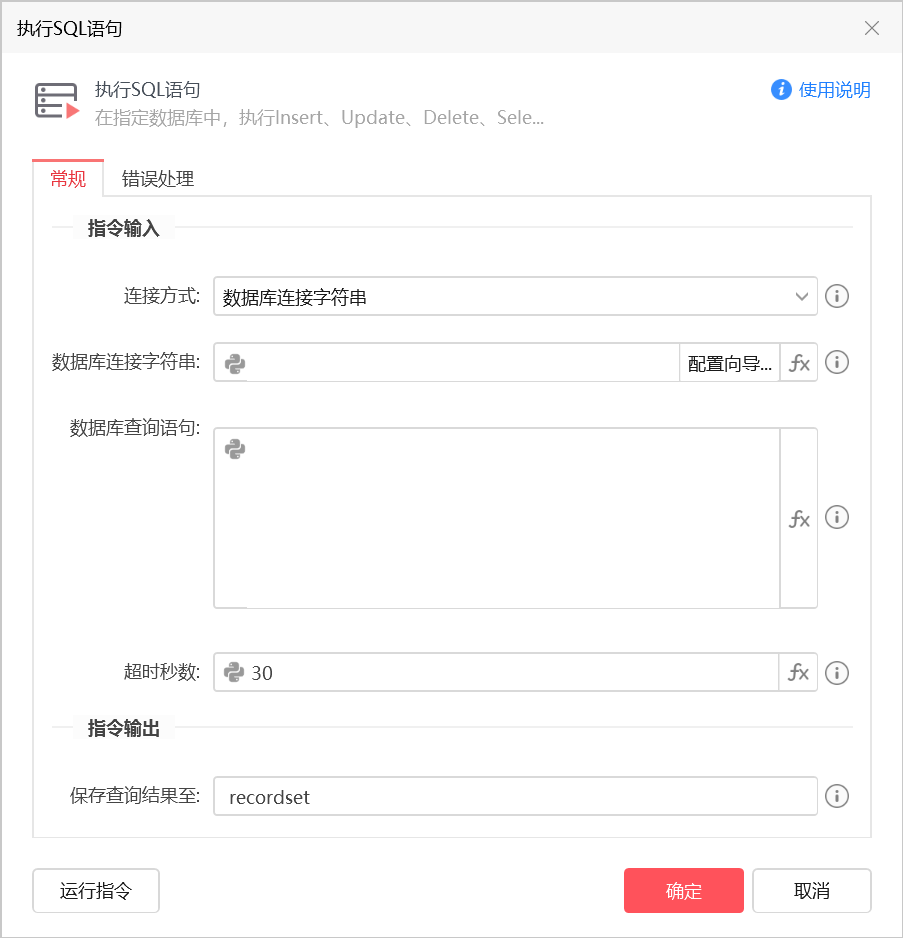 执行SQL语句
执行SQL语句
使用说明
在指定数据库中，执行Insert、Update、Delete、Sele...
常规
错误处理
指令输入
连接方式:
数据库连接字符串
数据库连接字符串:
配置向导...
fx
数据库查询语句:
fx
超时秒数:
30
fx
指令输出
保存查询结果至:
recordset
运行指令
确定
取消